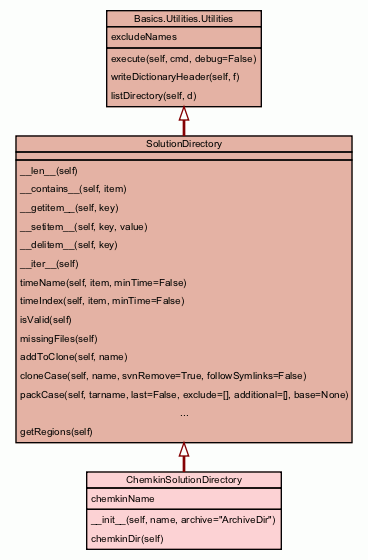 Basics.Utilities.Utilities
excludeNames
execute(self, cmd, debug=False)
writeDictionaryHeader(self, f)
listDirectory(self, d)
SolutionDirectory
__len__(self)
__contains__(self, item)
__getitem__(self, key)
__setitem__(self, key, value)
__delitem__(self, key)
__iter__(self)
timeName(self, item, minTime=False)
timeIndex(self, item, minTime=False)
isValid(self)
missingFiles(self)
addToClone(self, name)
cloneCase(self, name, svnRemove=True, followSymlinks=False)
packCase(self, tarname, last=False, exclude=[], additional=[], base=None)
...
getRegions(self)
ChemkinSolutionDirectory
chemkinName
__init__(self, name, archive="ArchiveDir")
chemkinDir(self)